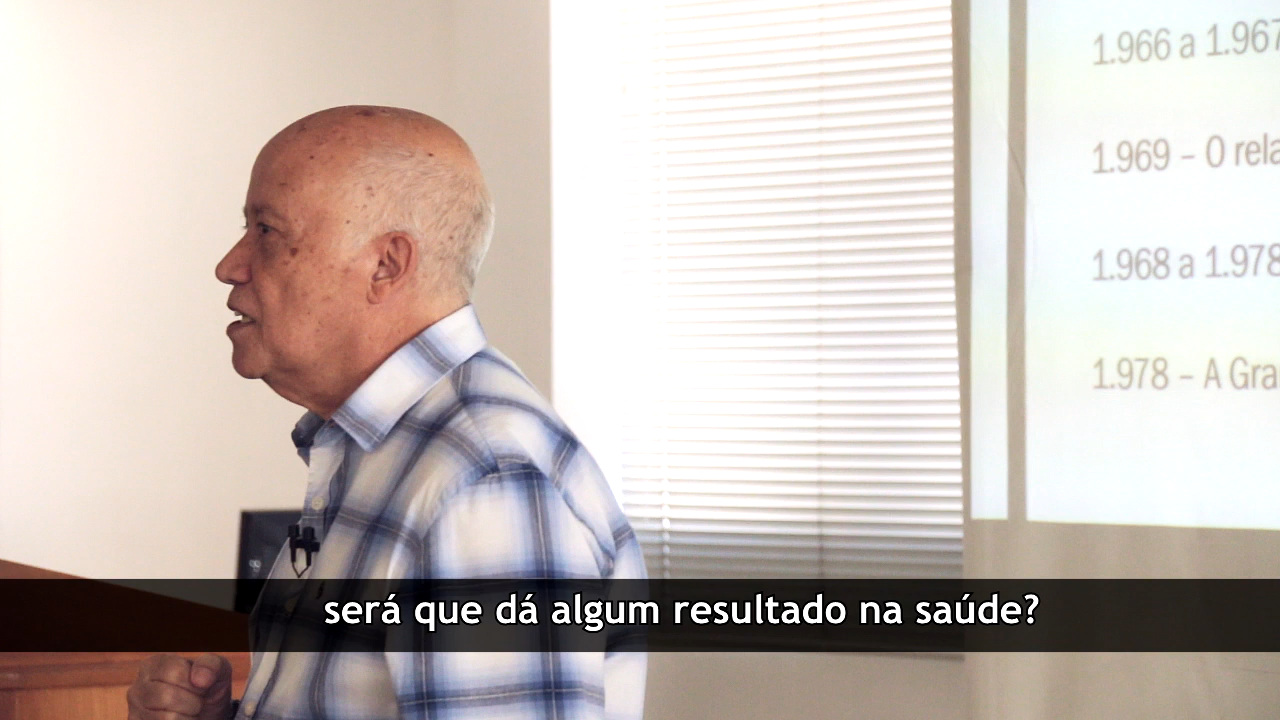 1.966 a 1.967
1.969 – O rela
1.968 a 1.978
1.978 – A Gra
será que dá algum resultado na saúde?